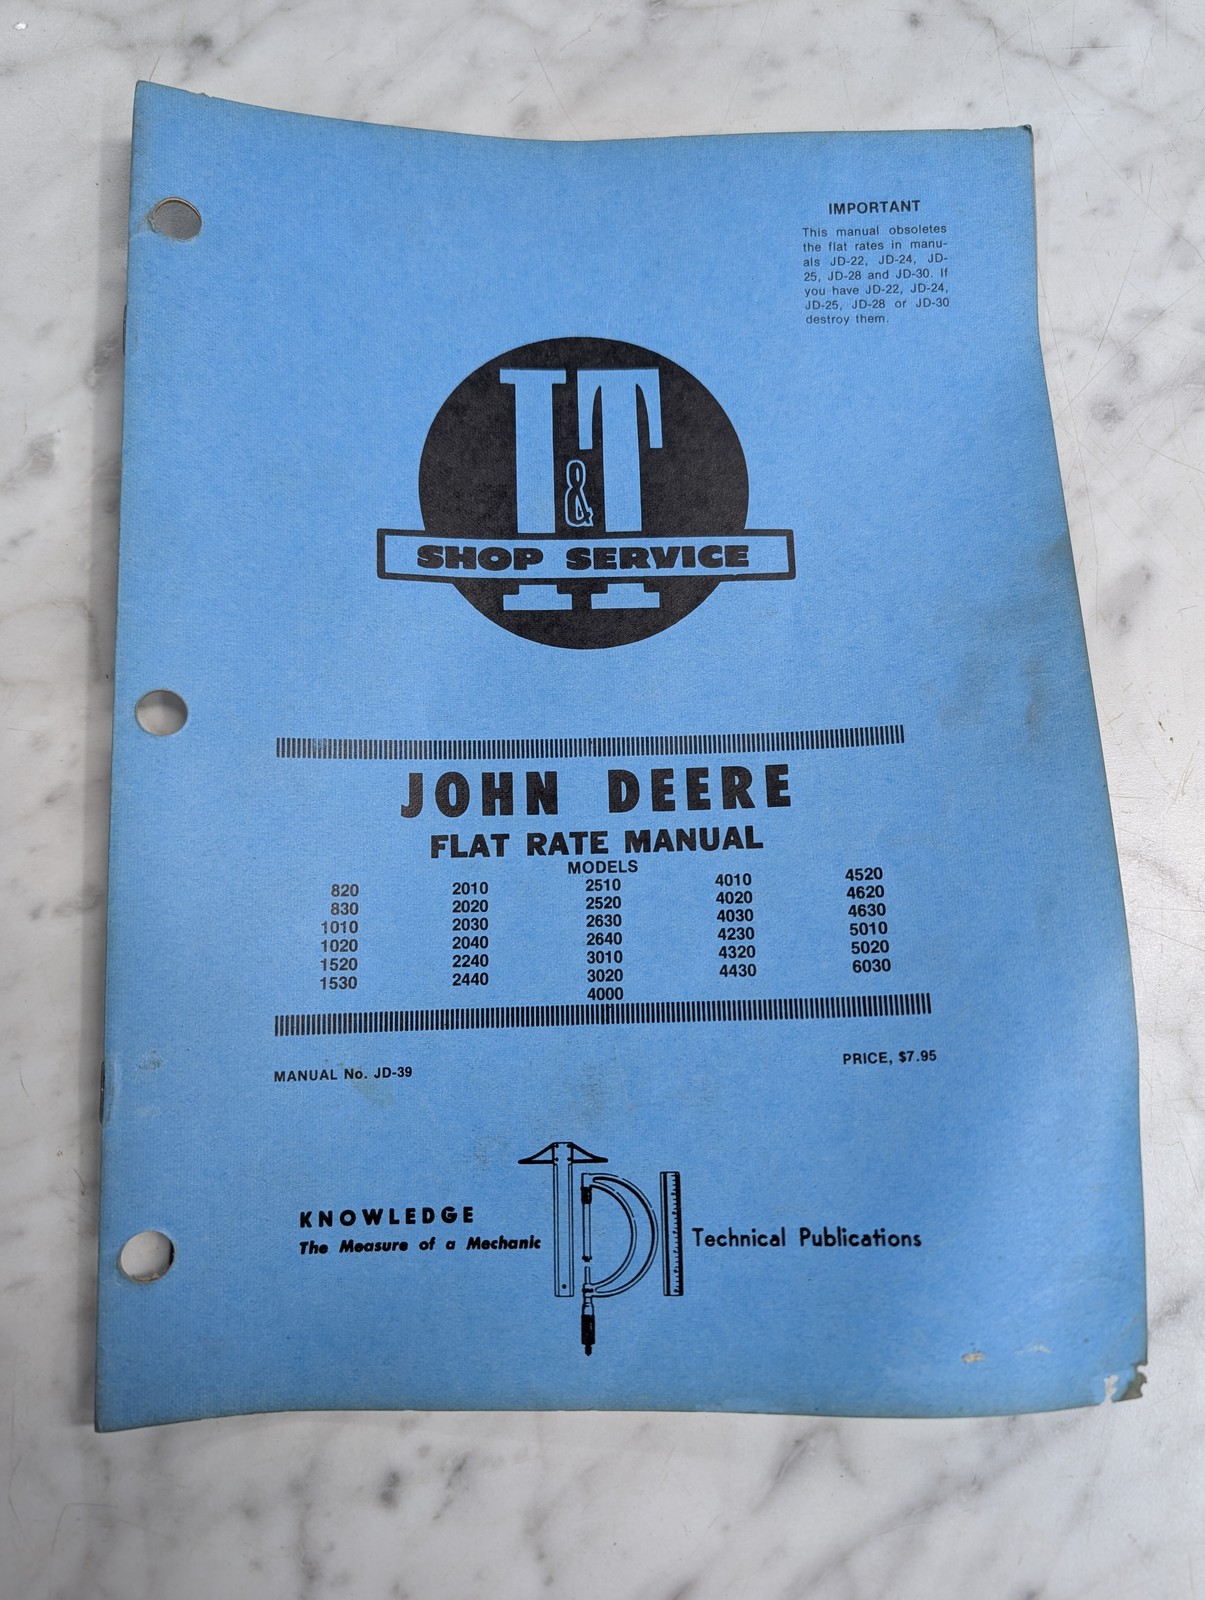 IMPORTANT
This manual obsoletes
the flat rates in manu-
als JD-22, JD-24, JD-
25, JD-28 and JD-30. If
you have JD-22, JD-24,
JD-25, JD-28 or JD-30
destroy them.
I&T
SHOP SERVICE
JOHN DEERE
FLAT RATE MANUAL
MODELS
820 2010 2510 4010 4520
830 2020 2520 4020 4620
1010 2030 2630 4030 4630
1020 2040 2640 4230 5010
1520 2240 3010 4320 5020
1530 2440 3020 4430 6030
4000
MANUAL No. JD-39
PRICE, $7.95
KNOWLEDGE
The Measure of a Mechanic
TDI
Technical Publications